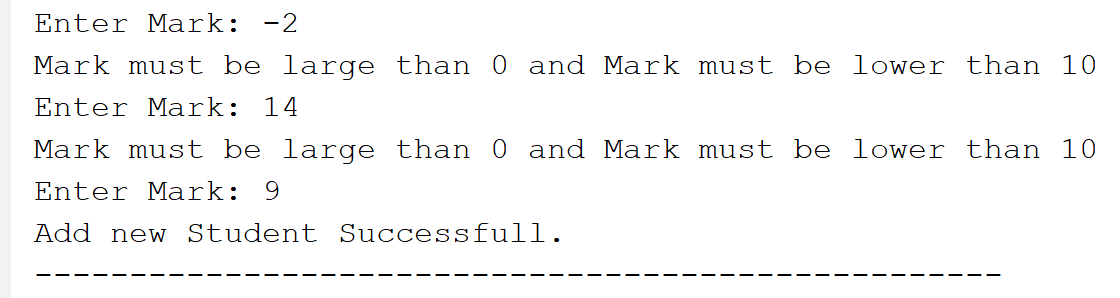 Enter Mark: -2
Mark must be large than 0 and Mark must be lower than 10
Enter Mark: 14
Mark must be large than 0 and Mark must be lower than 10
Enter Mark: 9
Add new Student Successfull.
---------------------------------------------------